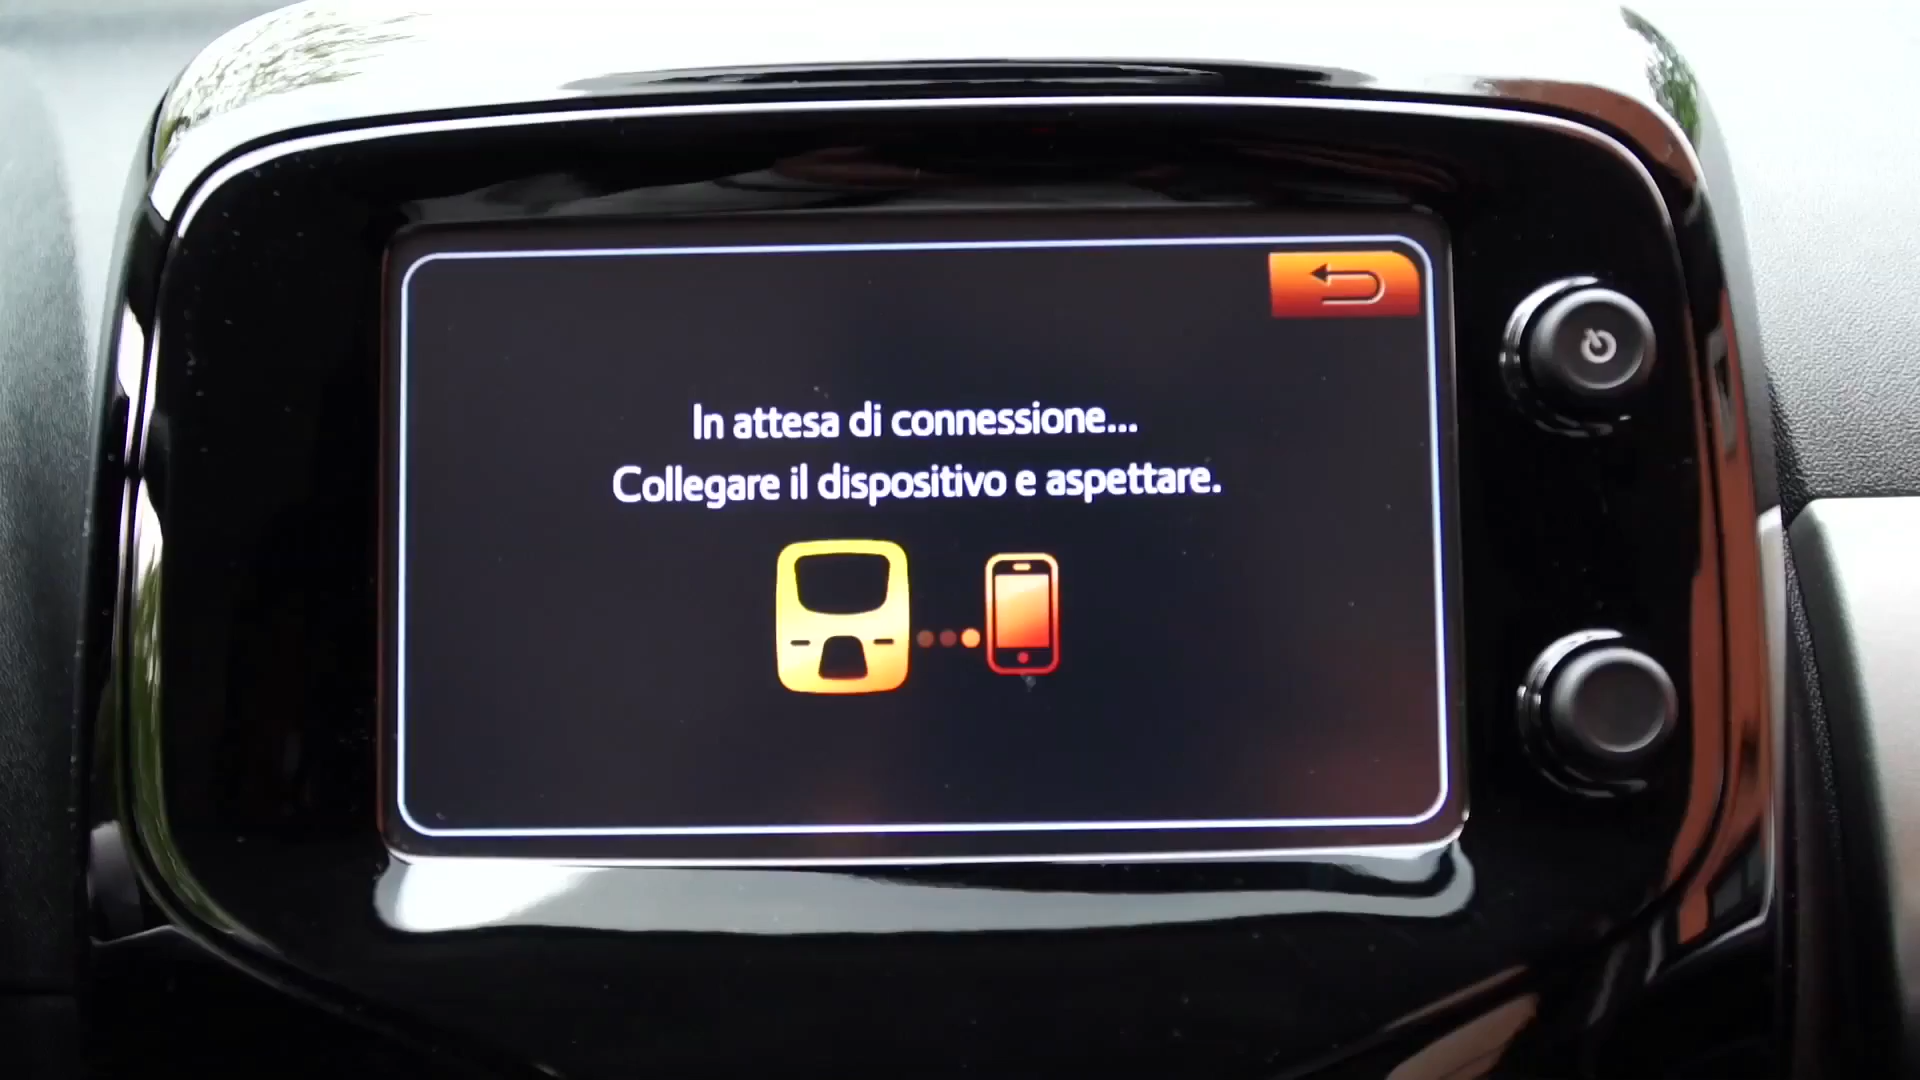 In attesa di connessione...
Collegare il dispositivo e aspettare.